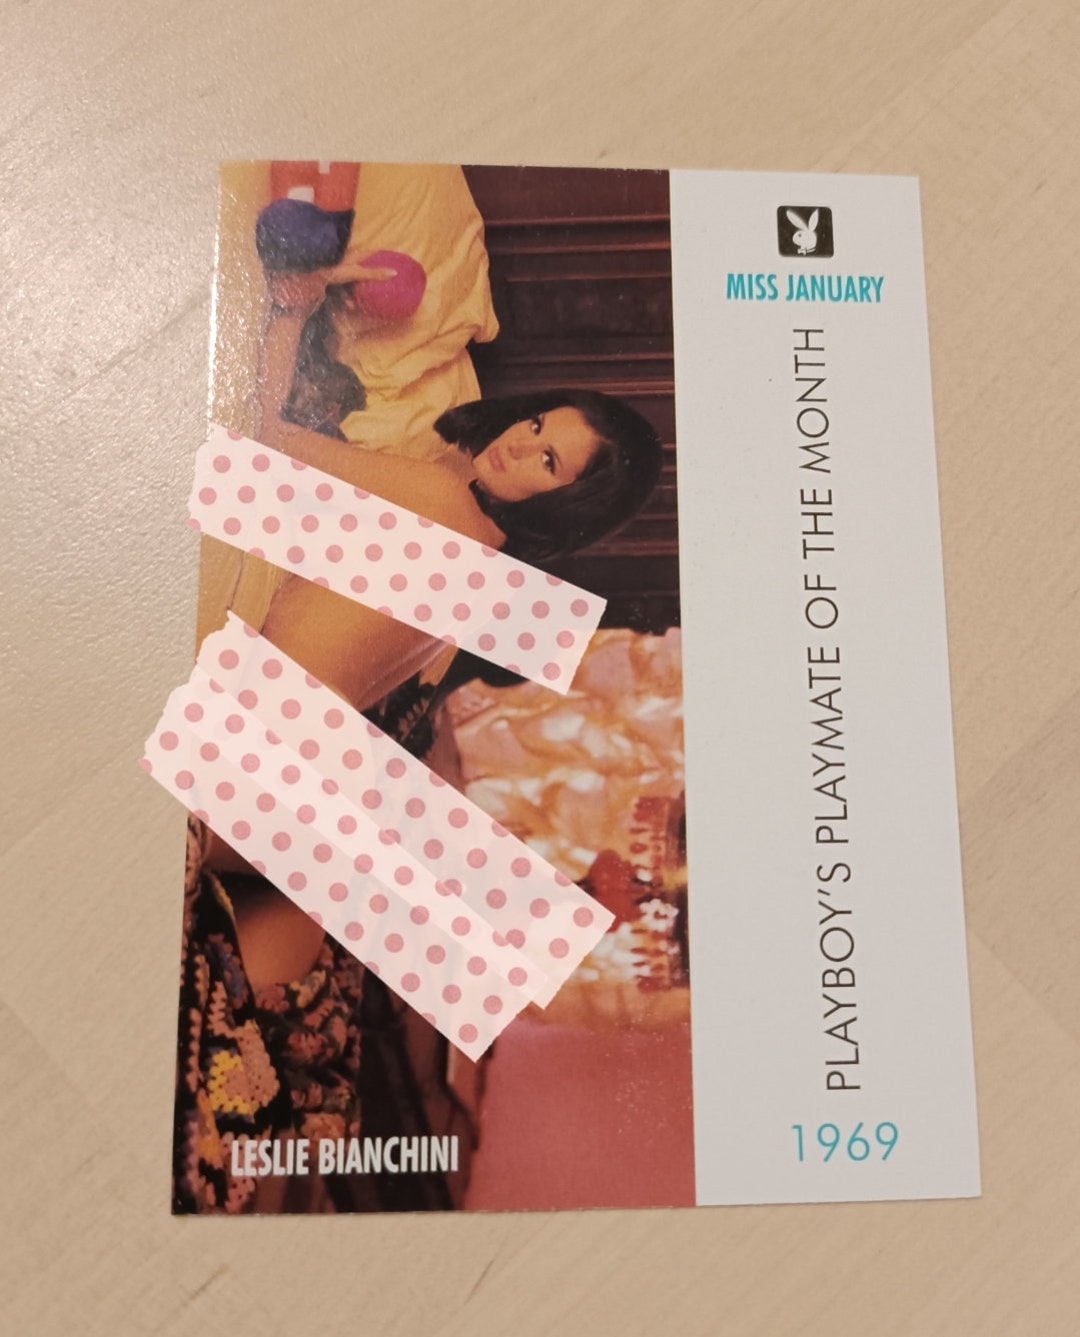 MISS JANUARY
PLAYBOY'S PLAYMATE OF THE MONTH
1969
LESLIE BIANCHINI